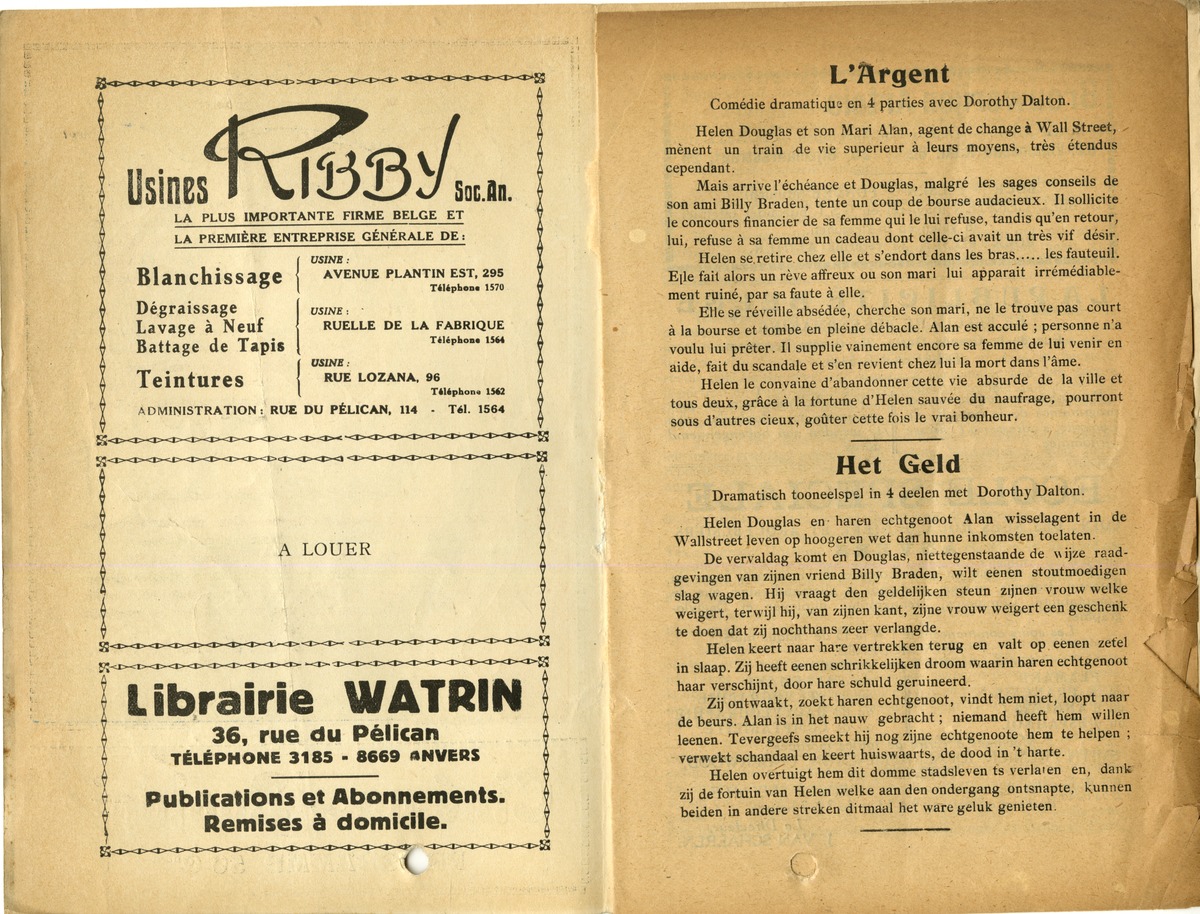 Usines RIBBY Soc.An.
LA PLUS IMPORTANTE FIRME BELGE ET
LA PREMIÈRE ENTREPRISE GÉNÉRALE DE :
Blanchissage
USINE :
AVENUE PLANTIN EST, 295
Téléphone 1570
Dégraissage
Lavage à Neuf
Battage de Tapis
USINE :
RUELLE DE LA FABRIQUE
Téléphone 1564
Teintures
USINE :
RUE LOZANA, 96
Téléphone 1562
ADMINISTRATION : RUE DU PÉLICAN, 114 - Tél. 1564
A LOUER
Librairie WATRIN
36, rue du Pélican
TÉLÉPHONE 3185 - 8669 ANVERS
Publications et Abonnements.
Remises à domicile.
L'Argent
Comédie dramatique en 4 parties avec Dorothy Dalton.
Helen Douglas et son Mari Alan, agent de change à Wall Street,
mènent un train de vie superieur à leurs moyens, très étendus
cependant.
Mais arrive l'échéance et Douglas, malgré les sages conseils de
son ami Billy Braden, tente un coup de bourse audacieux. Il sollicite
le concours financier de sa femme qui le lui refuse, tandis qu'en retour,
lui, refuse à sa femme un cadeau dont celle-ci avait un très vif désir.
Helen se retire chez elle et s'endort dans les bras..... les fauteuil.
Elle fait alors un rêve affreux ou son mari lui apparait irrémédiable-
ment ruiné, par sa faute à elle.
Elle se réveille absédée, cherche son mari, ne le trouve pas court
à la bourse et tombe en pleine débacle. Alan est acculé ; personne n'a
voulu lui prêter. Il supplie vainement encore sa femme de lui venir en
aide, fait du scandale et s'en revient chez lui la mort dans l'âme.
Helen le convaine d'abandonner cette vie absurde de la ville et
tous deux, grâce à la fortune d'Helen sauvée du naufrage, pourront
sous d'autres cieux, goûter cette fois le vrai bonheur.
Het Geld
Dramatisch tooneelspel in 4 deelen met Dorothy Dalton.
Helen Douglas en haren echtgenoot Alan wisselagent in de
Wallstreet leven op hoogeren wet dan hunne inkomsten toelaten.
De vervaldag komt en Douglas, niettegenstaande de wijze raad-
gevingen van zijnen vriend Billy Braden, wilt eenen stoutmoedigen
slag wagen. Hij vraagt den geldelijken steun zijnen vrouw welke
weigert, terwijl hij, van zijnen kant, zijne vrouw weigert een geschenk
te doen dat zij nochthans zeer verlangde.
Helen keert naar hare vertrekken terug en valt op eenen zetel
in slaap. Zij heeft eenen schrikkelijken droom waarin haren echtgenoot
haar verschijnt, door hare schuld geruineerd.
Zij ontwaakt, zoekt haren echtgenoot, vindt hem niet, loopt naar
de beurs. Alan is in het nauw gebracht ; niemand heeft hem willen
leenen. Tevergeefs smeekt hij nog zijne echtgenoote hem te helpen ;
verwekt schandaal en keert huiswaarts, de dood in 't harte.
Helen overtuigt hem dit domme stadsleven ts verlaten en, dank
zij de fortuin van Helen welke aan den ondergang ontsnapte, kunnen
beiden in andere streken ditmaal het ware geluk genieten.